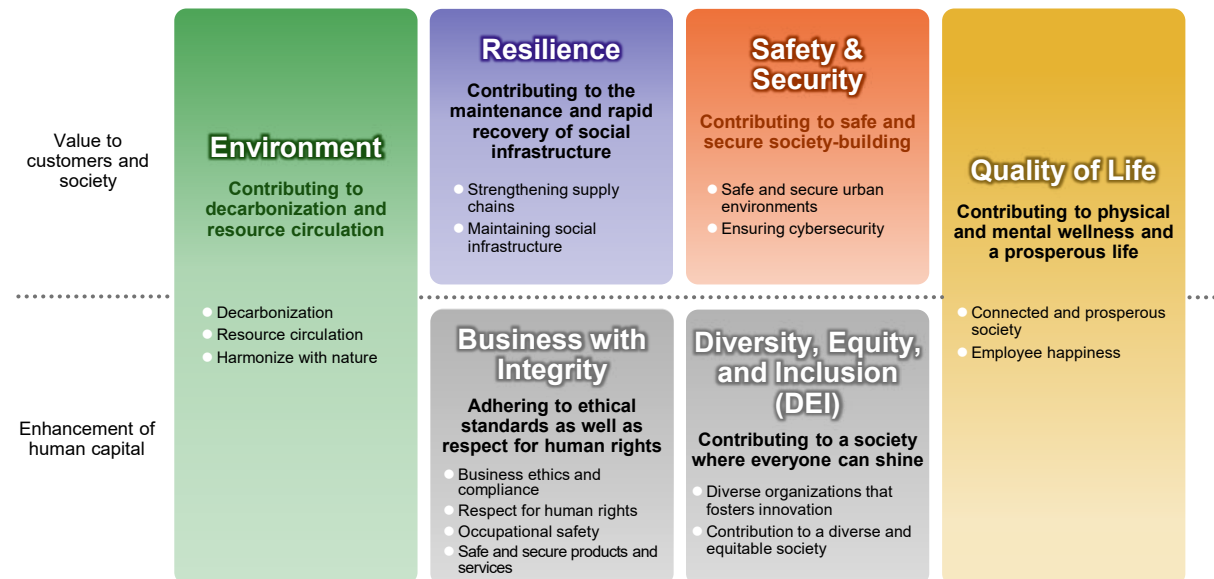 Value to
customers and
society
Enhancement of
human capital
Environment
Contributing to
decarbonization and
resource circulation
Decarbonization
Resource circulation
Harmonize with nature
Resilience
Contributing to the
maintenance and rapid
recovery of social
infrastructure
Strengthening supply
chains
Maintaining social
infrastructure
Safety &
Security
Contributing to safe and
secure society-building
Safe and secure urban
environments
Ensuring cybersecurity
Business with
Integrity
Adhering to ethical
standards as well as
respect for human rights
Business ethics and
compliance
Respect for human rights
Occupational safety
Safe and secure products and
services
Diversity, Equity,
and Inclusion
(DEI)
Contributing to a society
where everyone can shine
Diverse organizations that
fosters innovation
Contribution to a diverse and
equitable society
Quality of Life
Contributing to physical
and mental wellness and
a prosperous life
Connected and prosperous
society
Employee happiness